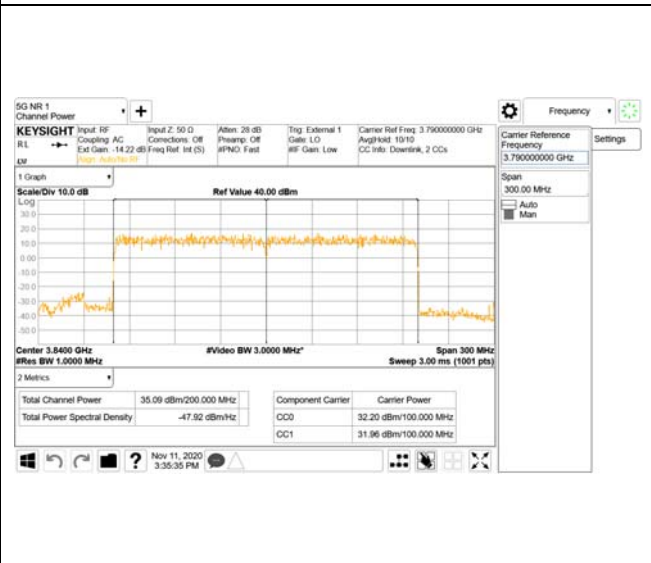 5G NR 1
Channel Power
Frequency
KEYSIGHT Input: RF Input Z: 50 Ω Atten: 28 dB Trig: External 1 Carrier Ref Freq: 3.790000000 GHz
RL Coupling: AC Corrections: Off Preamp: Off Gate: LO Avg|Hold: 10/10
Ext Gain: -14.22 dB Freq Ref: Int (S) #PNO: Fast #IF Gain: Low CC Info: Downlink, 2 CCs
Align: Auto/No RF
Carrier Reference
Frequency
3.790000000 GHz
Settings
Span
300.00 MHz
Auto
Man
1 Graph
Scale/Div 10.0 dB Ref Value 40.00 dBm
Log
30.0
20.0
10.0
0.00
-10.0
-20.0
-30.0
-40.0
-50.0
Center 3.8400 GHz #Video BW 3.0000 MHz* Span 300 MHz
#Res BW 1.0000 MHz Sweep 3.00 ms (1001 pts)
2 Metrics
Total Channel Power 35.09 dBm/200.000 MHz Component Carrier Carrier Power
Total Power Spectral Density -47.92 dBm/Hz CC0 32.20 dBm/100.000 MHz
CC1 31.96 dBm/100.000 MHz
? Nov 11, 2020
3:35:35 PM